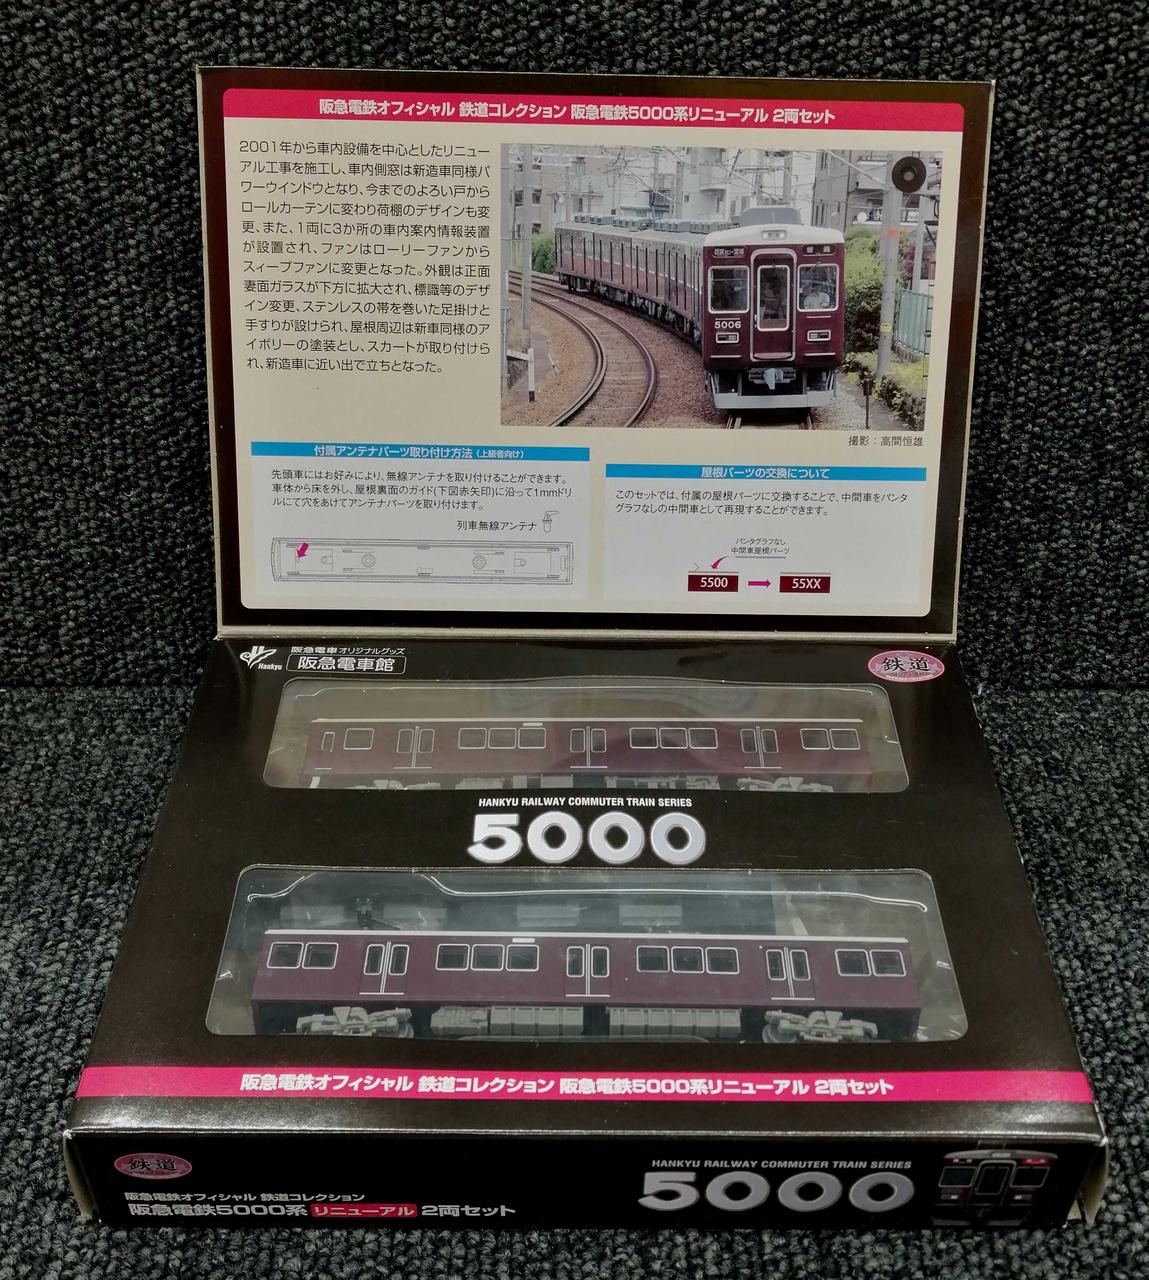 阪急電鉄オフィシャル 鉄道コレクション 阪急電鉄5000系リニューアル 2両セット
2001年から車内設備を中心としたリニュー
アル工事を施工し、車内側窓は新造車同様パ
ワーウインドウとなり、今までのよろい戸から
ロールカーテンに変わり荷棚のデザインも変
更、また、1両に3か所の車内案内情報装置
が設置され、ファンはローリーファンから
スィープファンに変更となった。外観は正面
妻面ガラスが下方に拡大され、標識等のデザ
イン変更、ステンレスの帯を巻いた足掛けと
手すりが設けられ、屋根周辺は新車同様のア
イボリーの塗装とし、スカートが取り付けら
れ、新造車に近い出で立ちとなった。
5006
撮影：高間恒雄
付属アンテナパーツ取り付け方法（上級者向け）
先頭車にはお好みにより、無線アンテナを取り付けることができます。
車体から床を外し、屋根裏面のガイド(下図赤矢印)に沿って1mmドリ
ルにて穴をあけてアンテナパーツを取り付けます。
列車無線アンテナ
屋根パーツの交換について
このセットでは、付属の屋根パーツに交換することで、中間車をパンタ
グラフなしの中間車として再現することができます。
パンタグラフなし
中間車屋根パーツ
5500
55XX
Hankyu
阪急電車オリジナルグッズ
阪急電車館
鉄道
コレクション
HANKYU RAILWAY COMMUTER TRAIN SERIES
5000
阪急電鉄オフィシャル 鉄道コレクション 阪急電鉄5000系リニューアル 2両セット
鉄道
阪急電鉄オフィシャル 鉄道コレクション
阪急電鉄5000系 リニューアル 2両セット
HANKYU RAILWAY COMMUTER TRAIN SERIES
5000